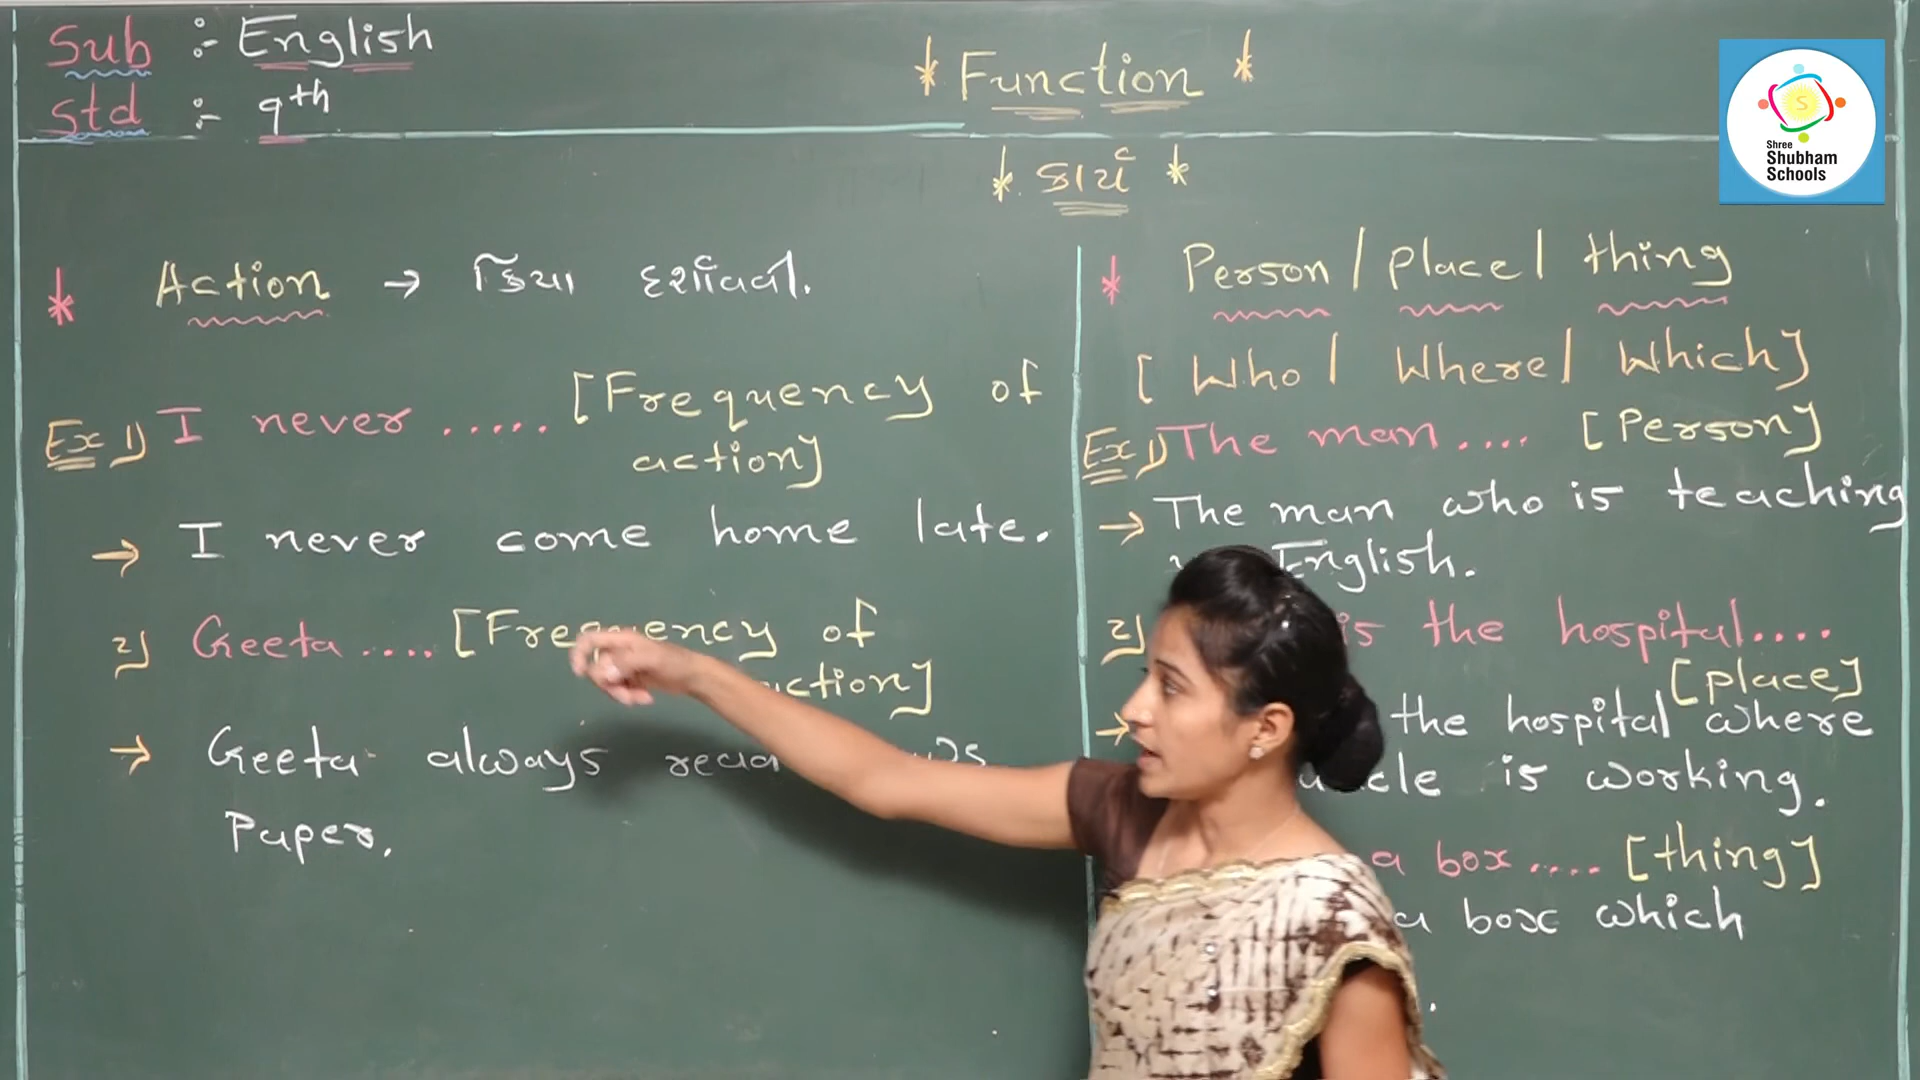 Sub :- English
Std :- 9th
* Function *
* કાર્ય *
Shree
Shubham
Schools
* Action → ક્રિયા દર્શાવવી.
Ex 1) I never ..... [Frequency of
action]
→ I never come home late.
2) Geeta .... [Frequency of
action]
→ Geeta always
Paper.
* Person / place / thing
[ Who / Where / Which]
Ex 1) The man .... [Person]
→ The man who is teaching
English.
2) is the hospital....
[place]
→ the hospital where
is working.
a box .... [thing]
a box which